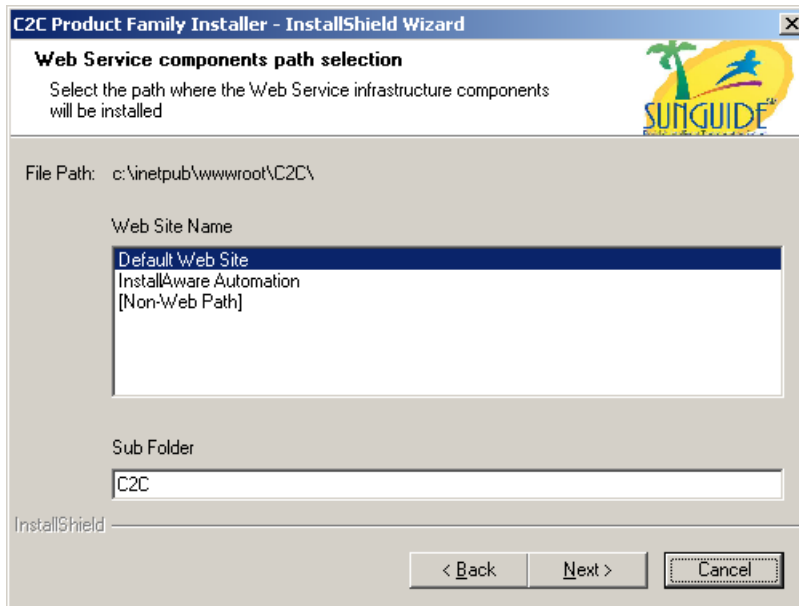 C2C Product Family Installer - InstallShield Wizard
Web Service components path selection
Select the path where the Web Service infrastructure components
will be installed
SUNGUIDE
SM
File Path: c:\inetpub\wwwroot\C2C\
Web Site Name
Default Web Site
InstallAware Automation
[Non-Web Path]
Sub Folder
C2C
InstallShield
< Back
Next >
Cancel